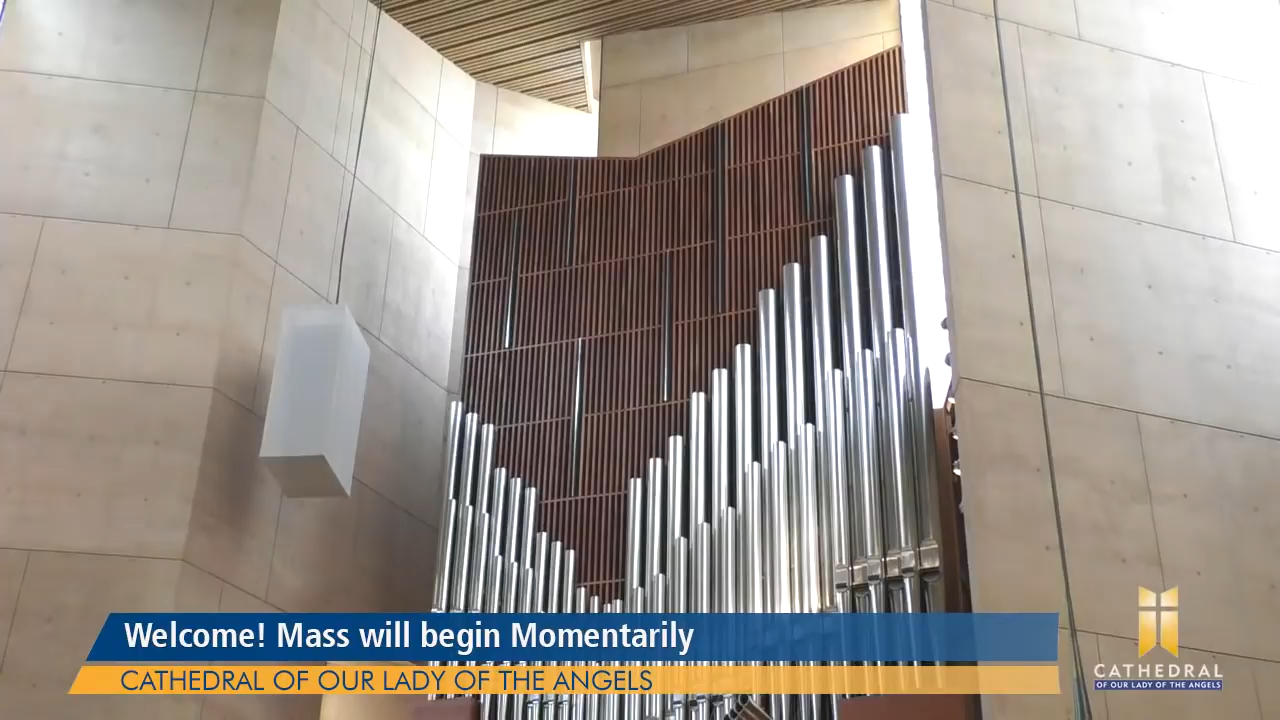 Welcome! Mass will begin Momentarily
CATHEDRAL OF OUR LADY OF THE ANGELS
CATHEDRAL
OF OUR LADY OF THE ANGELS